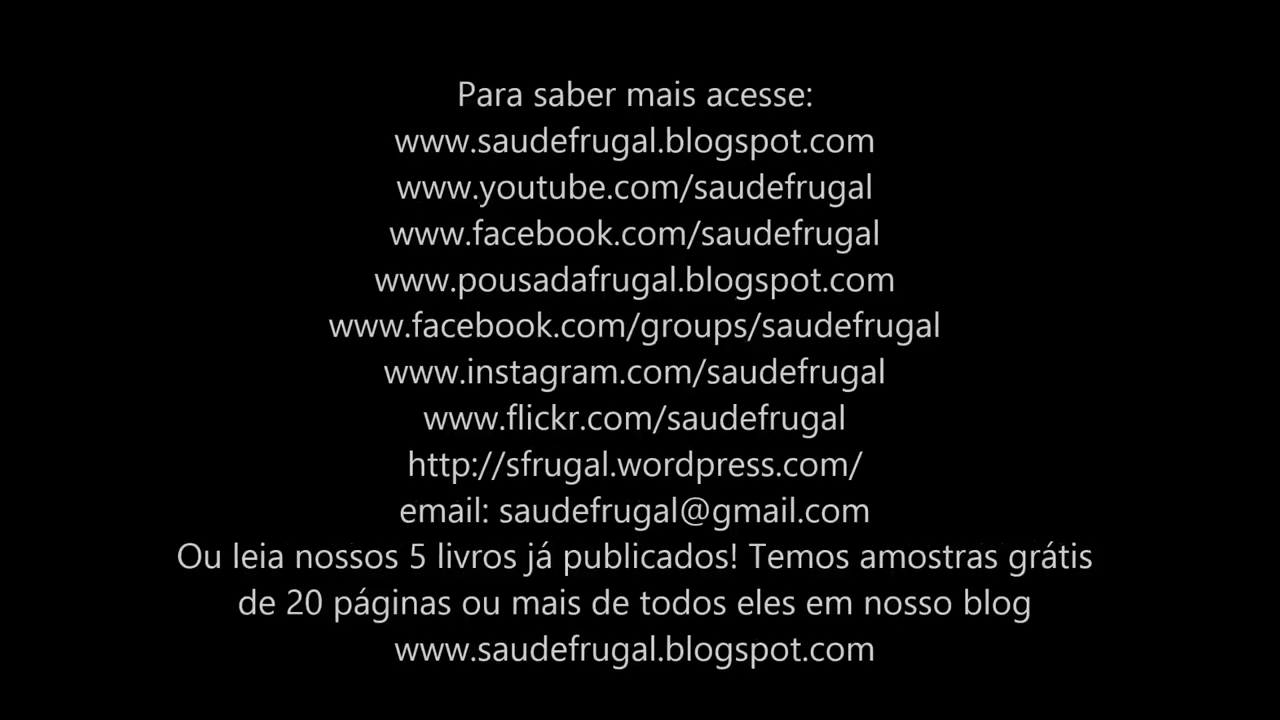 Para saber mais acesse:
www.saudefrugal.blogspot.com
www.youtube.com/saudefrugal
www.facebook.com/saudefrugal
www.pousadafrugal.blogspot.com
www.facebook.com/groups/saudefrugal
www.instagram.com/saudefrugal
www.flickr.com/saudefrugal
http://sfrugal.wordpress.com/
email: saudefrugal@gmail.com
Ou leia nossos 5 livros já publicados! Temos amostras grátis
de 20 páginas ou mais de todos eles em nosso blog
www.saudefrugal.blogspot.com